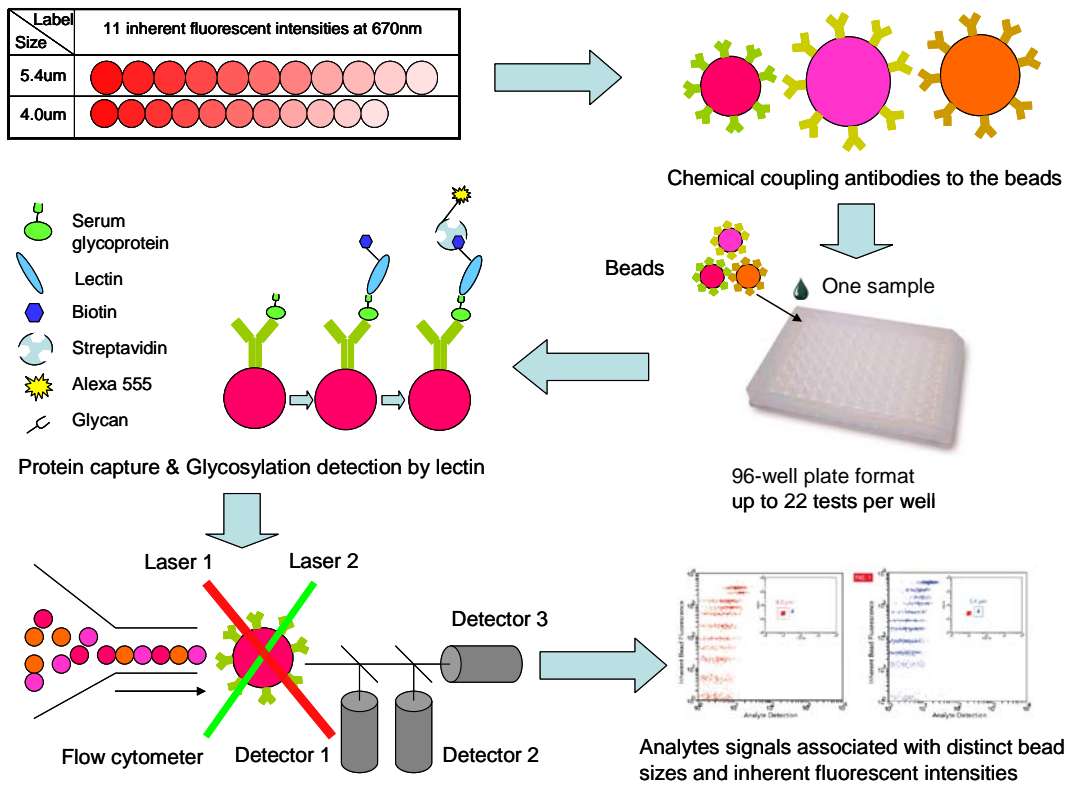 Label
Size
11 inherent fluorescent intensities at 670nm
5.4um
4.0um
Chemical coupling antibodies to the beads
Beads
One sample
96-well plate format
up to 22 tests per well
Serum
glycoprotein
Lectin
Biotin
Streptavidin
Alexa 555
Glycan
Protein capture & Glycosylation detection by lectin
Laser 1
Laser 2
Detector 3
Flow cytometer
Detector 1
Detector 2
Inherent Bead Fluorescence
Analyte Detection
Inherent Bead Fluorescence
Analyte Detection
Analytes signals associated with distinct bead
sizes and inherent fluorescent intensities